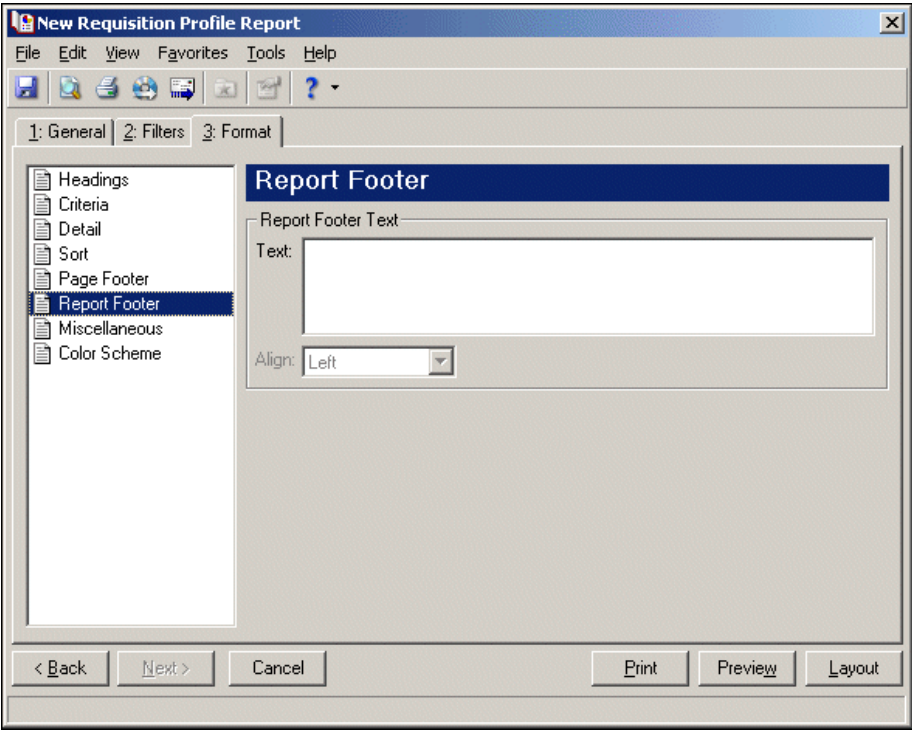 New Requisition Profile Report
File Edit View Favorites Tools Help
?
1: General 2: Filters 3: Format
Headings
Criteria
Detail
Sort
Page Footer
Report Footer
Miscellaneous
Color Scheme
Report Footer
Report Footer Text
Text:
Align: Left
< Back Next > Cancel Print Preview Layout